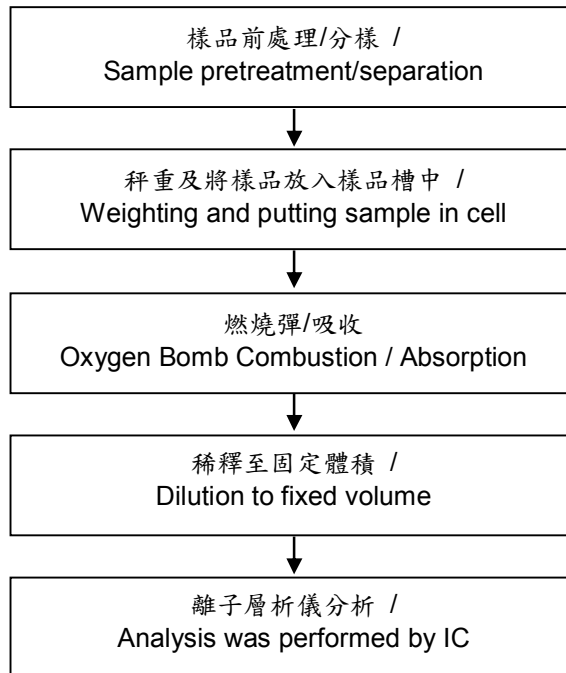 樣品前處理/分樣 /
Sample pretreatment/separation
秤重及將樣品放入樣品槽中 /
Weighting and putting sample in cell
燃燒彈/吸收
Oxygen Bomb Combustion / Absorption
稀釋至固定體積 /
Dilution to fixed volume
離子層析儀分析 /
Analysis was performed by IC